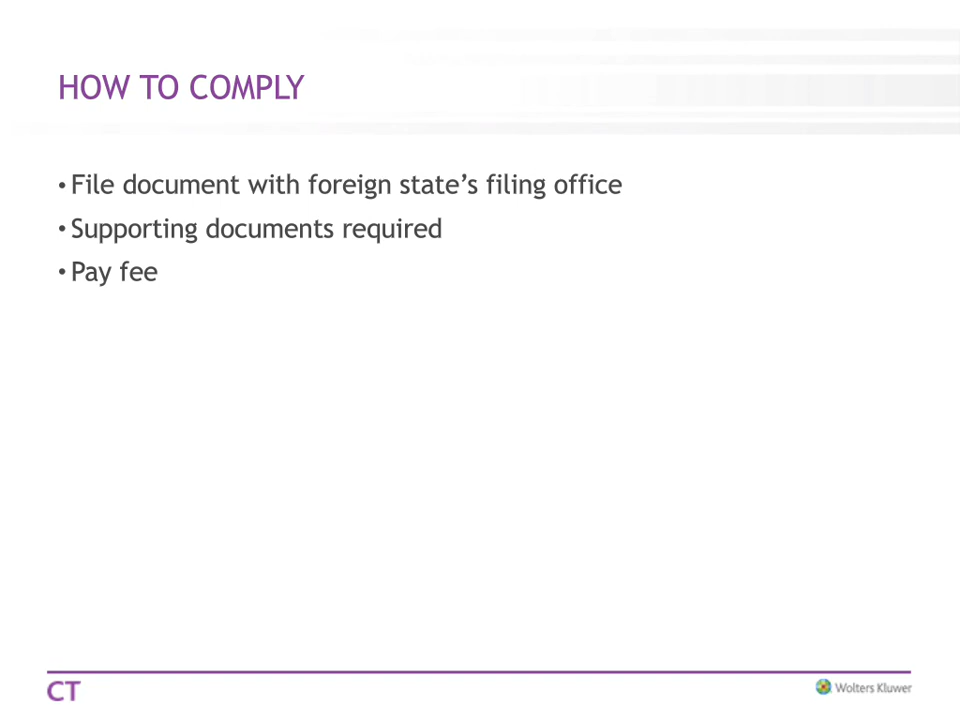 HOW TO COMPLY
• File document with foreign state’s filing office
• Supporting documents required
• Pay fee
CT
Wolters Kluwer